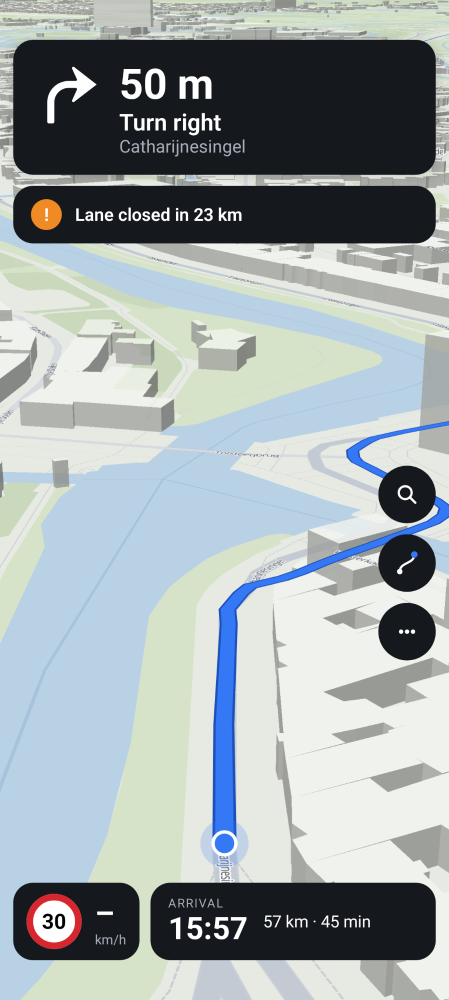 50 m
Turn right
Catharijnesingel
!
Lane closed in 23 km
30
–
km/h
ARRIVAL
15:57
57 km · 45 min